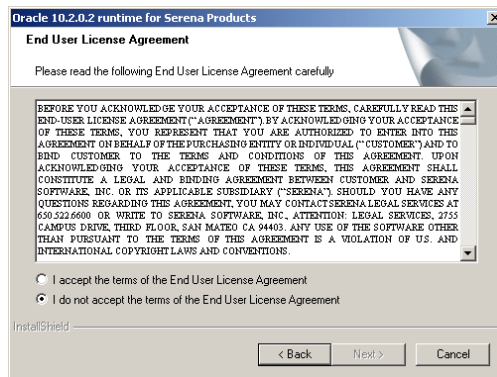 Oracle 10.2.0.2 runtime for Serena Products
End User License Agreement
Please read the following End User License Agreement carefully
BEFORE YOU ACKNOWLEDGE YOUR ACCEPTANCE OF THESE TERMS, CAREFULLY READ THIS
END-USER LICENSE AGREEMENT ("AGREEMENT"). BY ACKNOWLEDGING YOUR ACCEPTANCE
OF THESE TERMS, YOU REPRESENT THAT YOU ARE AUTHORIZED TO ENTER INTO THIS
AGREEMENT ON BEHALF OF THE PURCHASING ENTITY OR INDIVIDUAL ("CUSTOMER") AND TO
BIND CUSTOMER TO THE TERMS AND CONDITIONS OF THIS AGREEMENT. UPON
ACKNOWLEDGING YOUR ACCEPTANCE OF THESE TERMS, THIS AGREEMENT SHALL
CONSTITUTE A LEGAL AND BINDING AGREEMENT BETWEEN CUSTOMER AND SERENA
SOFTWARE, INC. OR ITS APPLICABLE SUBSIDIARY ("SERENA"). SHOULD YOU HAVE ANY
QUESTIONS REGARDING THIS AGREEMENT, YOU MAY CONTACT SERENA LEGAL SERVICES AT
650.522.6600 OR WRITE TO SERENA SOFTWARE, INC., ATTENTION: LEGAL SERVICES, 2755
CAMPUS DRIVE, THIRD FLOOR, SAN MATEO CA 94403. ANY USE OF THE SOFTWARE OTHER
THAN PURSUANT TO THE TERMS OF THIS AGREEMENT IS A VIOLATION OF U.S. AND
INTERNATIONAL COPYRIGHT LAWS AND CONVENTIONS.
I accept the terms of the End User License Agreement
I do not accept the terms of the End User License Agreement
InstallShield
< Back
Next >
Cancel